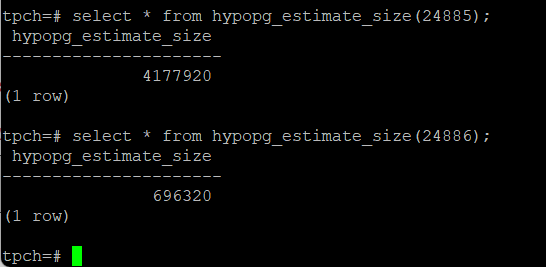 tpch=# select * from hypopg_estimate_size(24885);
 hypopg_estimate_size
----------------------
              4177920
(1 row)

tpch=# select * from hypopg_estimate_size(24886);
 hypopg_estimate_size
----------------------
               696320
(1 row)

tpch=#